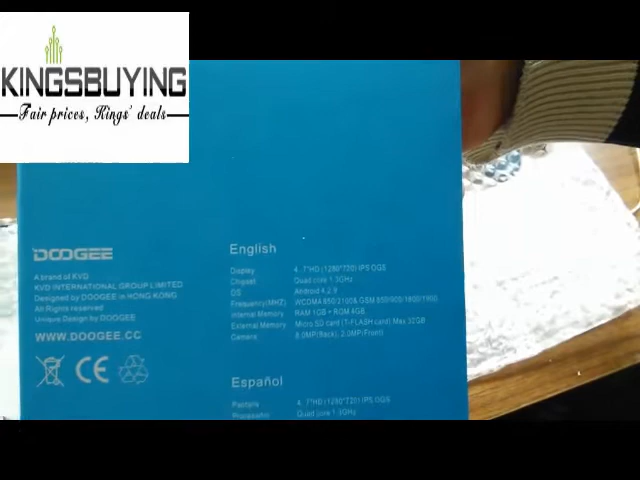 KINGSBUYING
Fair prices, Kings' deals
DOOGEE
A brand of KVD
KVD INTERNATIONAL GROUP LIMITED
Designed by DOOGEE in HONG KONG
All Rights reserved
Unique Design by DOOGEE
WWW.DOOGEE.CC
CE
English
Display 4.7"HD (1280*720) IPS OGS
Chipset Quad core 1.3GHz
OS Android 4.2.9
Frequency(MHZ) WCDMA 850/2100& GSM 850/900/1800/1900
Internal Memory RAM 1GB + ROM 4GB
External Memory Micro SD card (T-FLASH card) Max 32GB
Camera 8.0MP(Back), 2.0MP(Front)
Español
Pantalla 4.7"HD (1280*720) IPS OGS
Procesador Quad core 1.3GHz